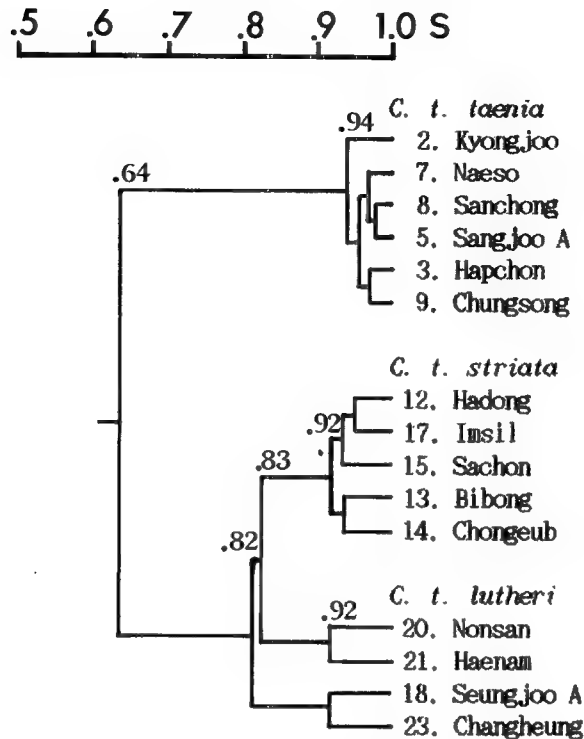 .5 .6 .7 .8 .9 1.0 S
C. t. taenia
.94
2. Kyongjoo
.64
7. Naeso
8. Sanchong
5. Sangjoo A
3. Hapchon
9. Chungsong
C. t. striata
12. Hadong
.92
17. Imsil
.83
15. Sachon
13. Bibong
14. Chongeub
.82
C. t. lutheri
.92
20. Nonsan
21. Haenam
18. Seungjoo A
23. Changheung